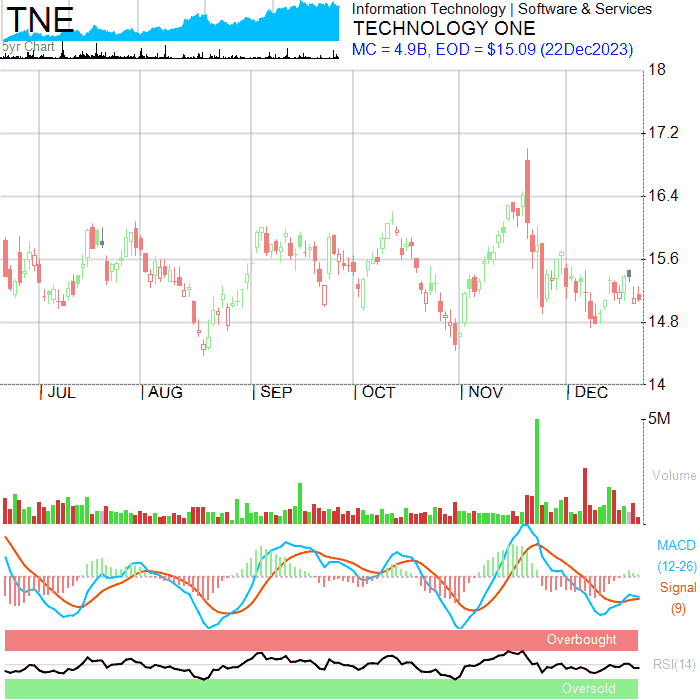 TNE
5yr Chart
Information Technology | Software & Services
TECHNOLOGY ONE
MC = 4.9B, EOD = $15.09 (22Dec2023)
18
17.2
16.4
15.6
14.8
14
JUL
AUG
SEP
OCT
NOV
DEC
5M
Volume
MACD
(12-26)
Signal
(9)
Overbought
RSI(14)
Oversold